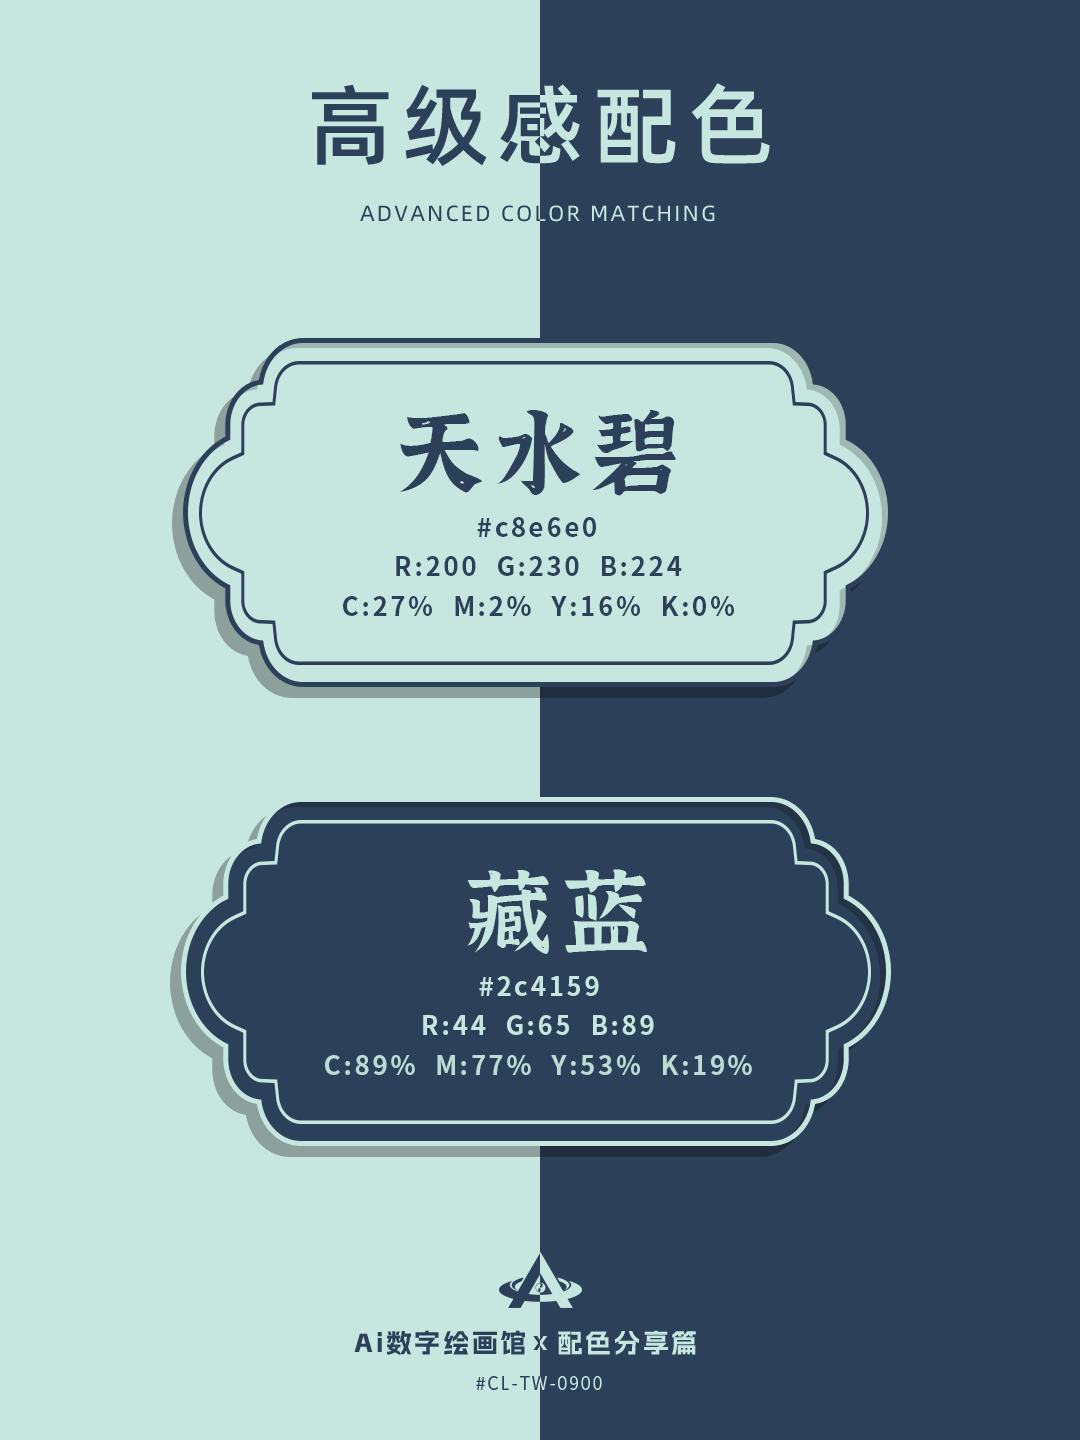 高级感配色
ADVANCED COLOR MATCHING
天水碧
#c8e6e0
R:200 G:230 B:224
C:27% M:2% Y:16% K:0%
藏蓝
#2c4159
R:44 G:65 B:89
C:89% M:77% Y:53% K:19%
Ai数字绘画馆 x 配色分享篇
#CL-TW-0900